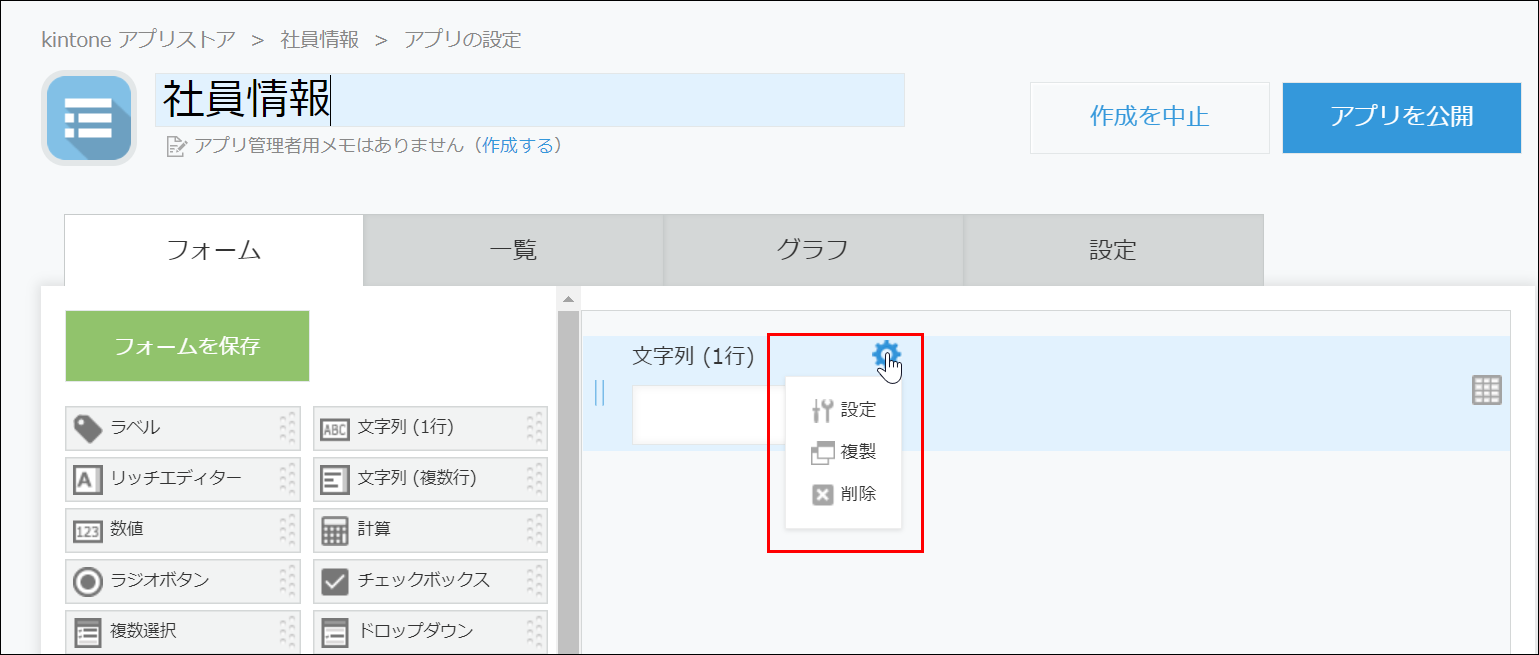 kintone アプリストア > 社員情報 > アプリの設定
社員情報
アプリ管理者用メモはありません（作成する）
作成を中止
アプリを公開
フォーム
一覧
グラフ
設定
フォームを保存
文字列 (1行)
設定
複製
削除
ラベル
ABC 文字列 (1行)
A リッチエディター
文字列 (複数行)
123 数値
計算
ラジオボタン
チェックボックス
複数選択
ドロップダウン